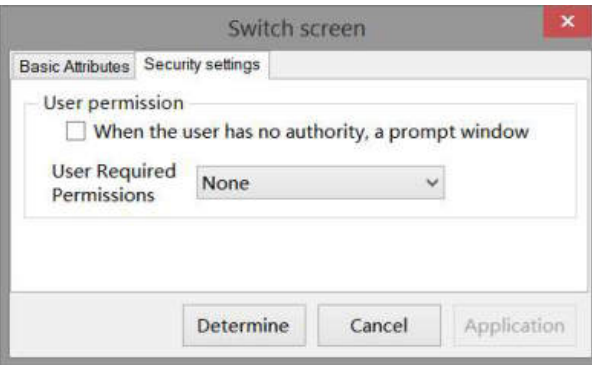 Switch screen
x
Basic Attributes Security settings
User permission
When the user has no authority, a prompt window
User Required
Permissions
None
Determine Cancel Application